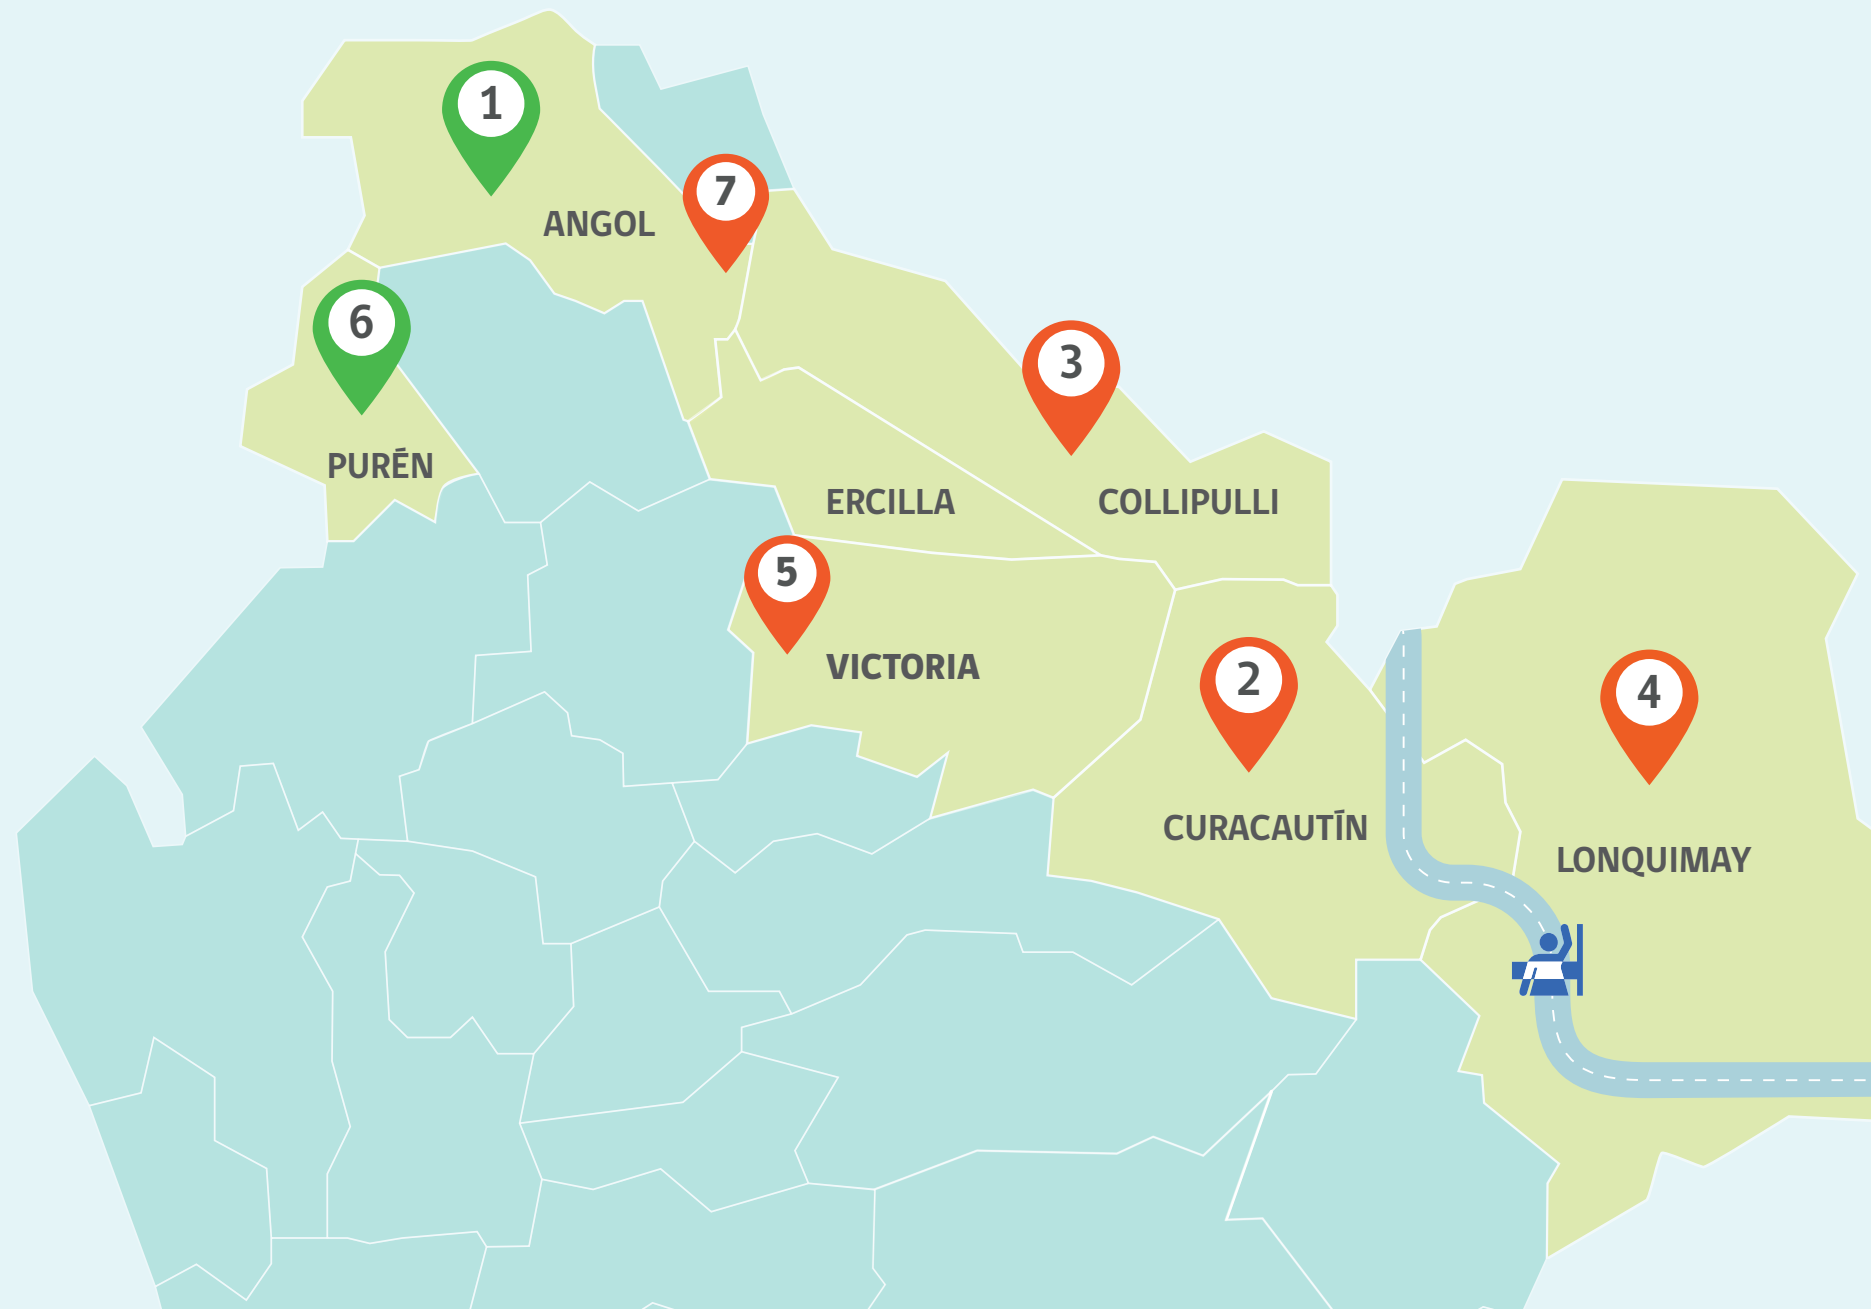 1
7
ANGOL
6
3
PURÉN
ERCILLA
COLLIPULLI
5
VICTORIA
2
4
CURACAUTÍN
LONQUIMAY